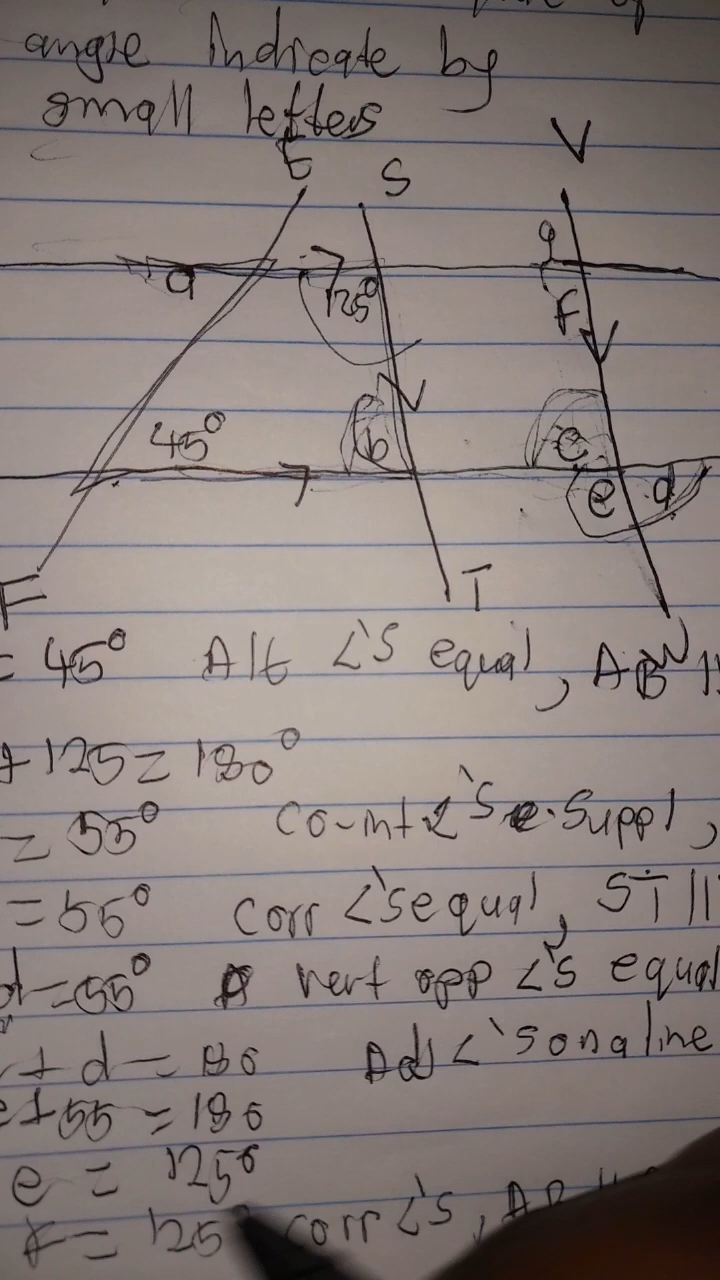 angle Indicate by
small letters
E S V
a 125° g
f
45° b c
e d
F T W
= 45° Alt <'s equal, AB ||
+ 125 = 180°
= 55° co-int <'s suppl,
= 55° corr <'s equal, ST ||
d = 55° vert opp <'s equal
+ d = 180 Adj <'s on a line
e + 55 = 180
e = 125°
f = 125° corr <'s, AB ||